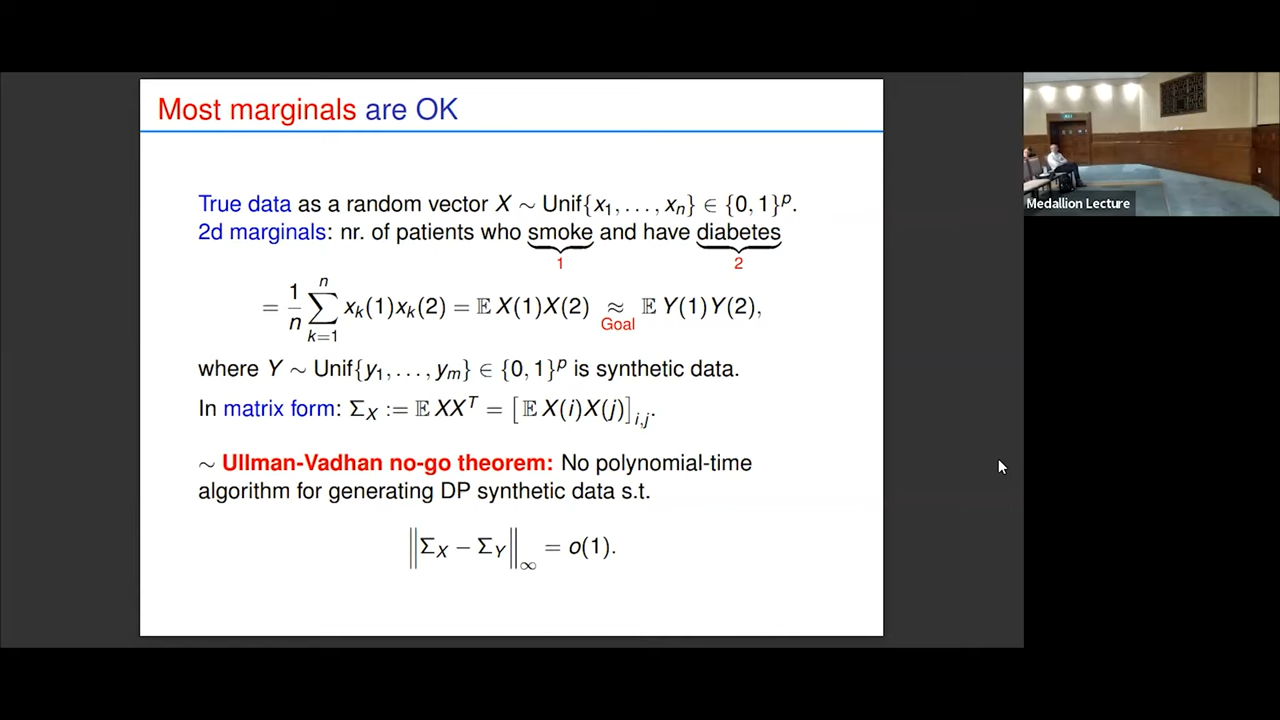 Most marginals are OK
True data as a random vector X ∼ Unif{x₁, . . . , xₙ} ∈ {0, 1}ᵖ.
2d marginals: nr. of patients who smoke and have diabetes
1 2
= 1/n ∑ₖ₌₁ⁿ xₖ(1)xₖ(2) = 𝔼 X(1)X(2) ≈ 𝔼 Y(1)Y(2),
Goal
where Y ∼ Unif{y₁, . . . , yₘ} ∈ {0, 1}ᵖ is synthetic data.
In matrix form: Σ_X := 𝔼 XXᵀ = [𝔼 X(i)X(j)]ᵢ,ⱼ.
∼ Ullman-Vadhan no-go theorem: No polynomial-time
algorithm for generating DP synthetic data s.t.
‖Σ_X − Σ_Y‖_∞ = o(1).
Medallion Lecture